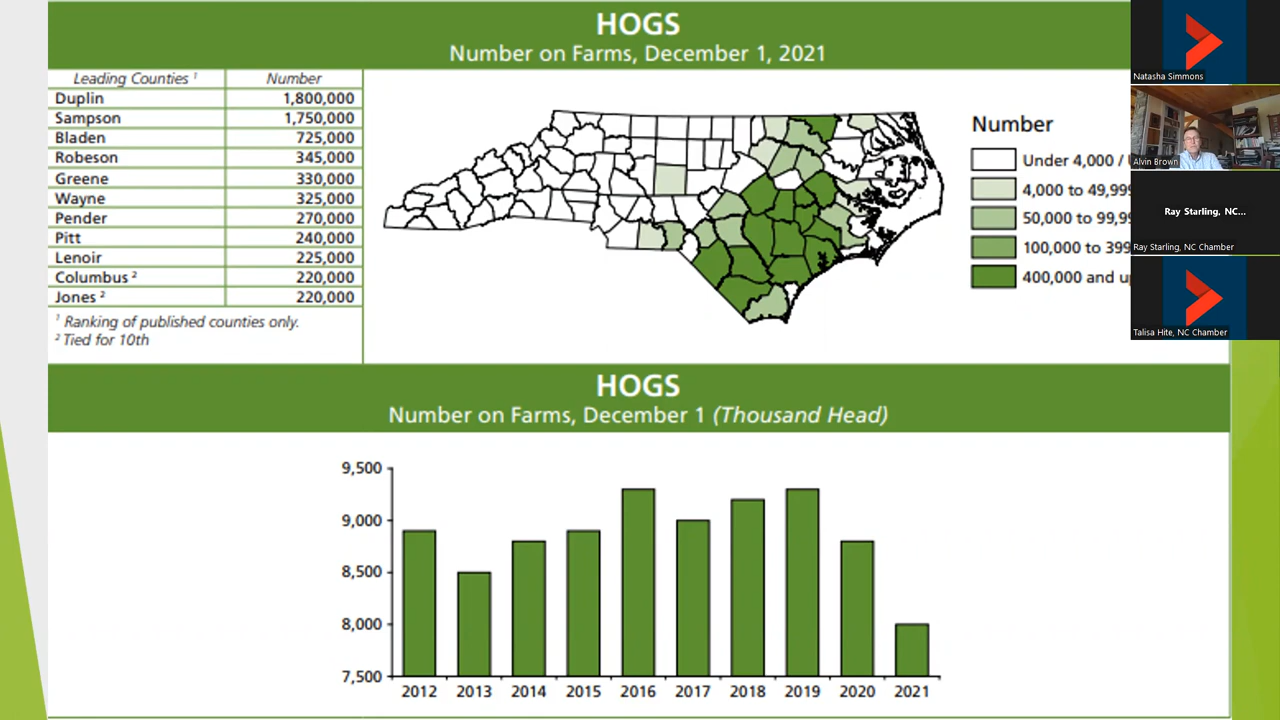 HOGS
Number on Farms, December 1, 2021
Leading Counties ¹ Number
Duplin 1,800,000
Sampson 1,750,000
Bladen 725,000
Robeson 345,000
Greene 330,000
Wayne 325,000
Pender 270,000
Pitt 240,000
Lenoir 225,000
Columbus ² 220,000
Jones ² 220,000
¹ Ranking of published counties only.
² Tied for 10th
Number
Under 4,000 /
4,000 to 49,999
50,000 to 99,99
100,000 to 399
400,000 and up
Natasha Simmons
Alvin Brown
Ray Starling, NC...
Ray Starling, NC Chamber
Talisa Hite, NC Chamber
HOGS
Number on Farms, December 1 (Thousand Head)
9,500
9,000
8,500
8,000
7,500
2012 2013 2014 2015 2016 2017 2018 2019 2020 2021